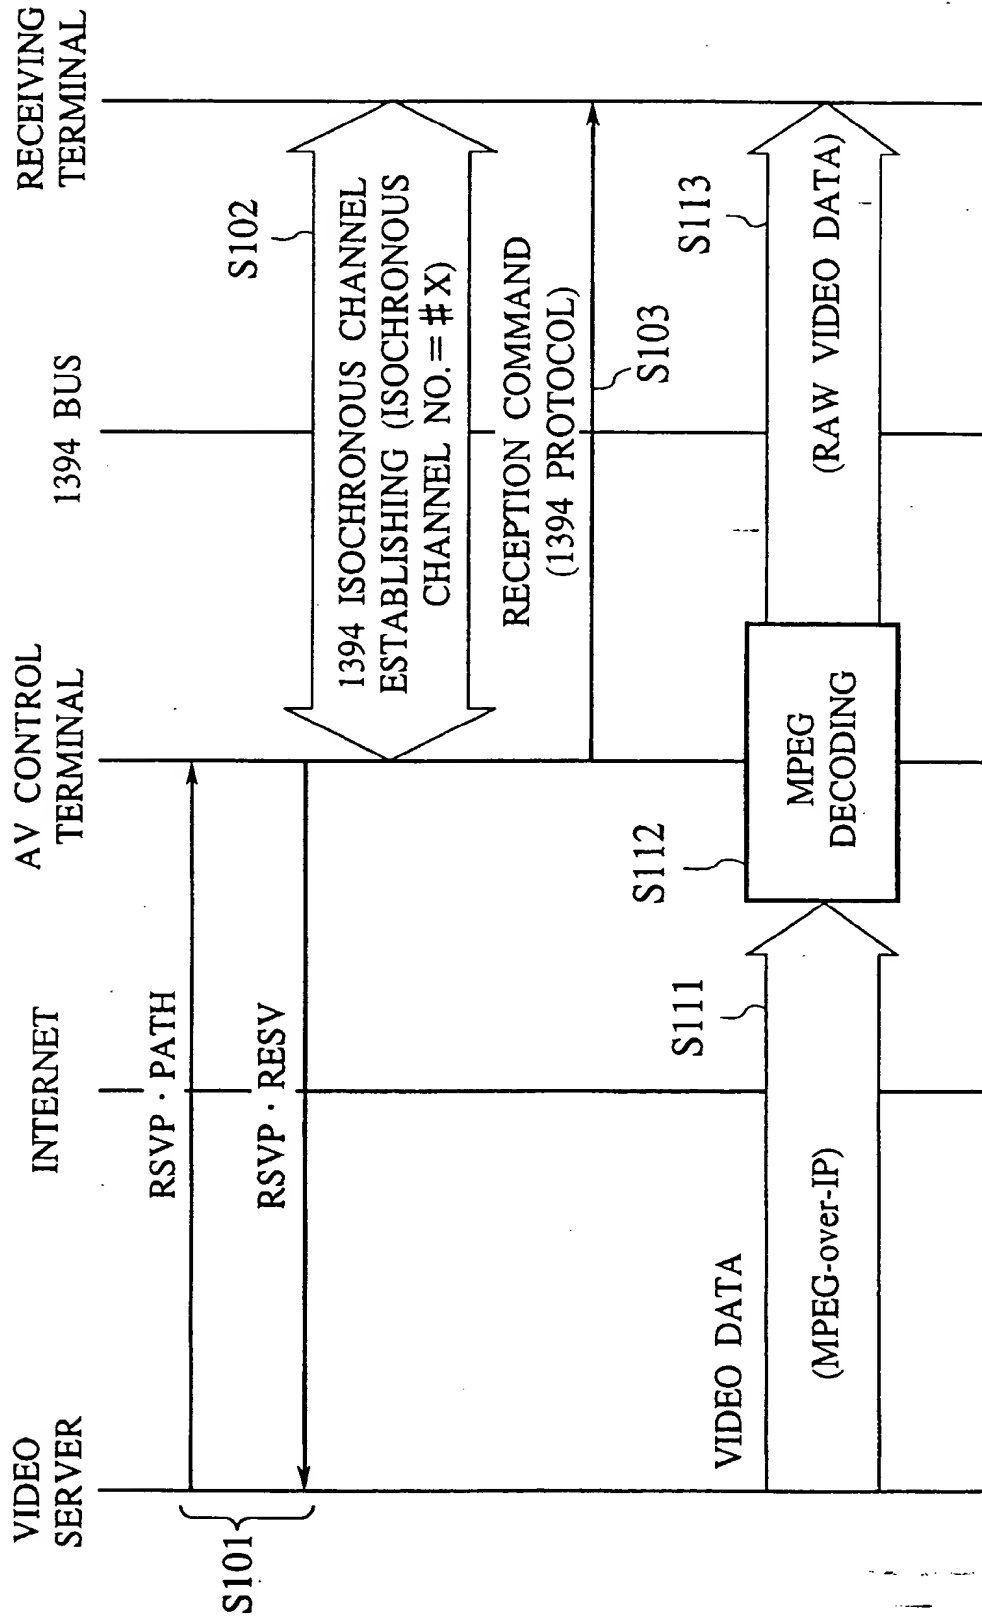 VIDEO
SERVER
INTERNET
AV CONTROL
TERMINAL
1394 BUS
RECEIVING
TERMINAL
S101
RSVP · PATH
RSVP · RESV
S102
1394 ISOCHRONOUS CHANNEL
ESTABLISHING (ISOCHRONOUS
CHANNEL NO.=#X)
RECEPTION COMMAND
(1394 PROTOCOL)
S103
VIDEO DATA
(MPEG-over-IP)
S111
S112
MPEG
DECODING
S113
(RAW VIDEO DATA)